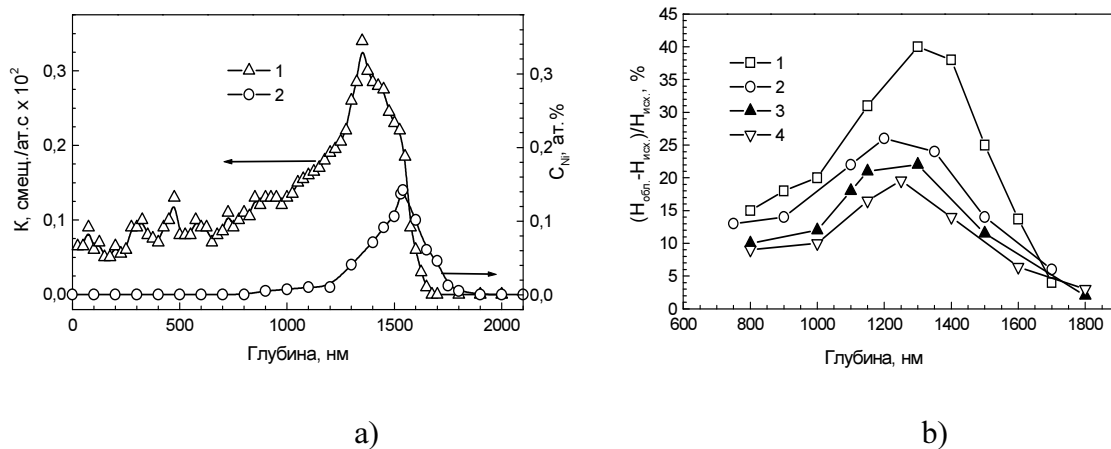 К, смещ./ат.с x 10²
0,3
0,2
0,1
0,0
1
2
0,3
0,2
0,1
0,0
C_Ni, ат.%
0 500 1000 1500 2000
Глубина, нм
a)
(H_обл.-H_исх.)/H_исх., %
45
40
35
30
25
20
15
10
5
0
1
2
3
4
600 800 1000 1200 1400 1600 1800
Глубина, нм
b)